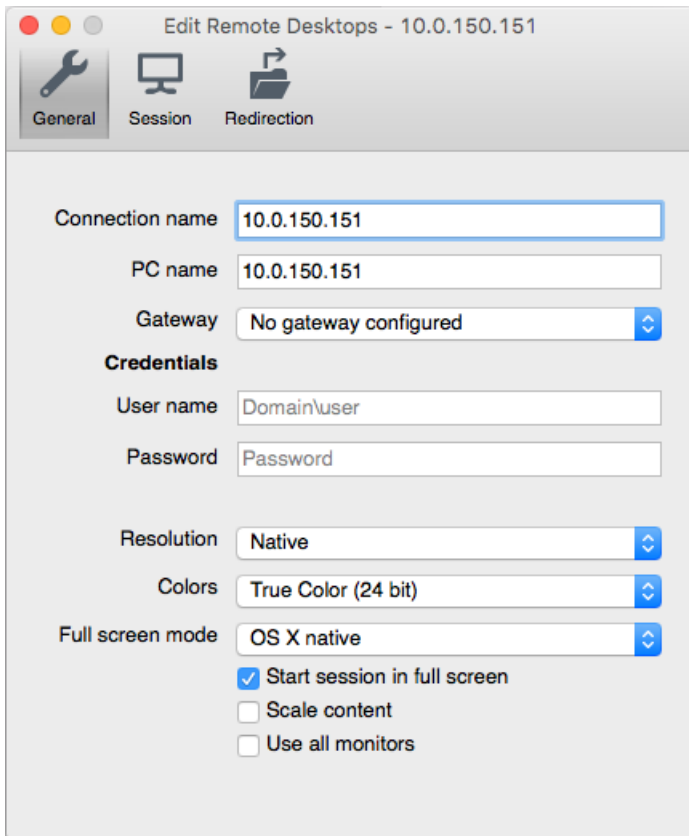 Edit Remote Desktops - 10.0.150.151
General Session Redirection
Connection name 10.0.150.151
PC name 10.0.150.151
Gateway No gateway configured
Credentials
User name Domain\user
Password Password
Resolution Native
Colors True Color (24 bit)
Full screen mode OS X native
Start session in full screen
Scale content
Use all monitors